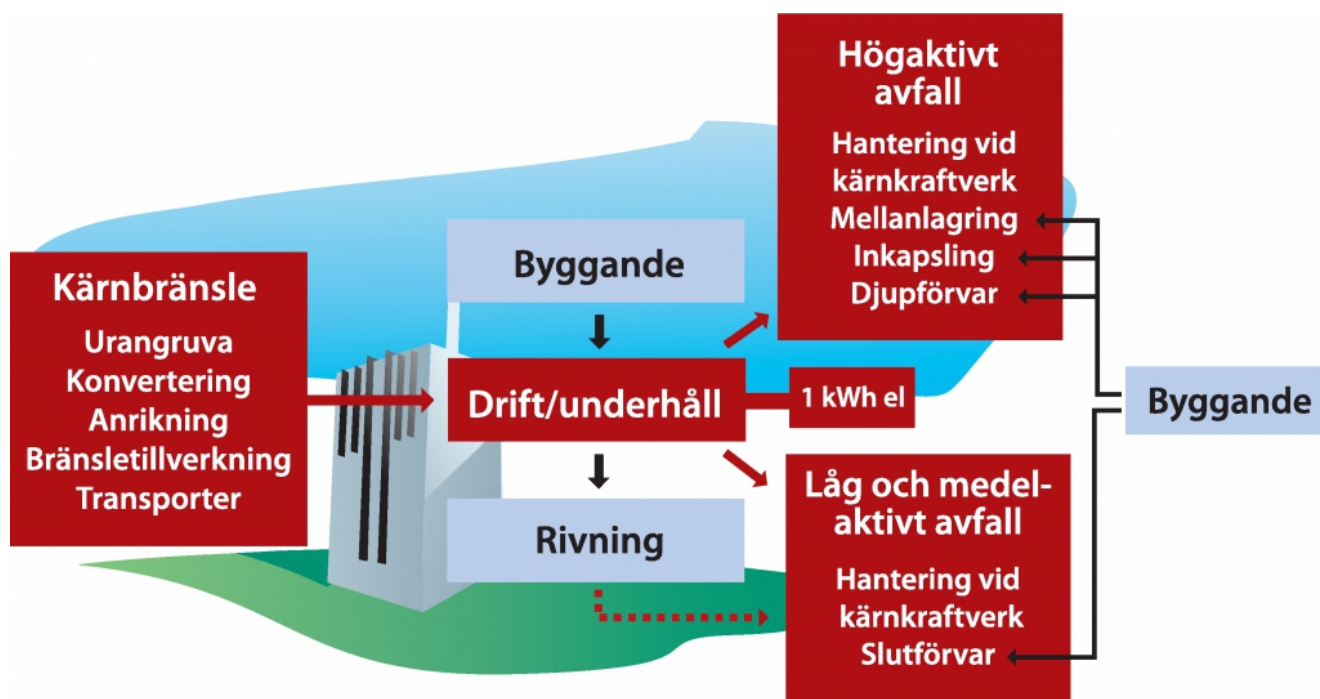 Kärnbränsle
Urangruva
Konvertering
Anrikning
Bränsletillverkning
Transporter
Byggande
Drift/underhåll
1 kWh el
Rivning
Högaktivt
avfall
Hantering vid
kärnkraftverk
Mellanlagring
Inkapsling
Djupförvar
Låg och medel-
aktivt avfall
Hantering vid
kärnkraftverk
Slutförvar
Byggande